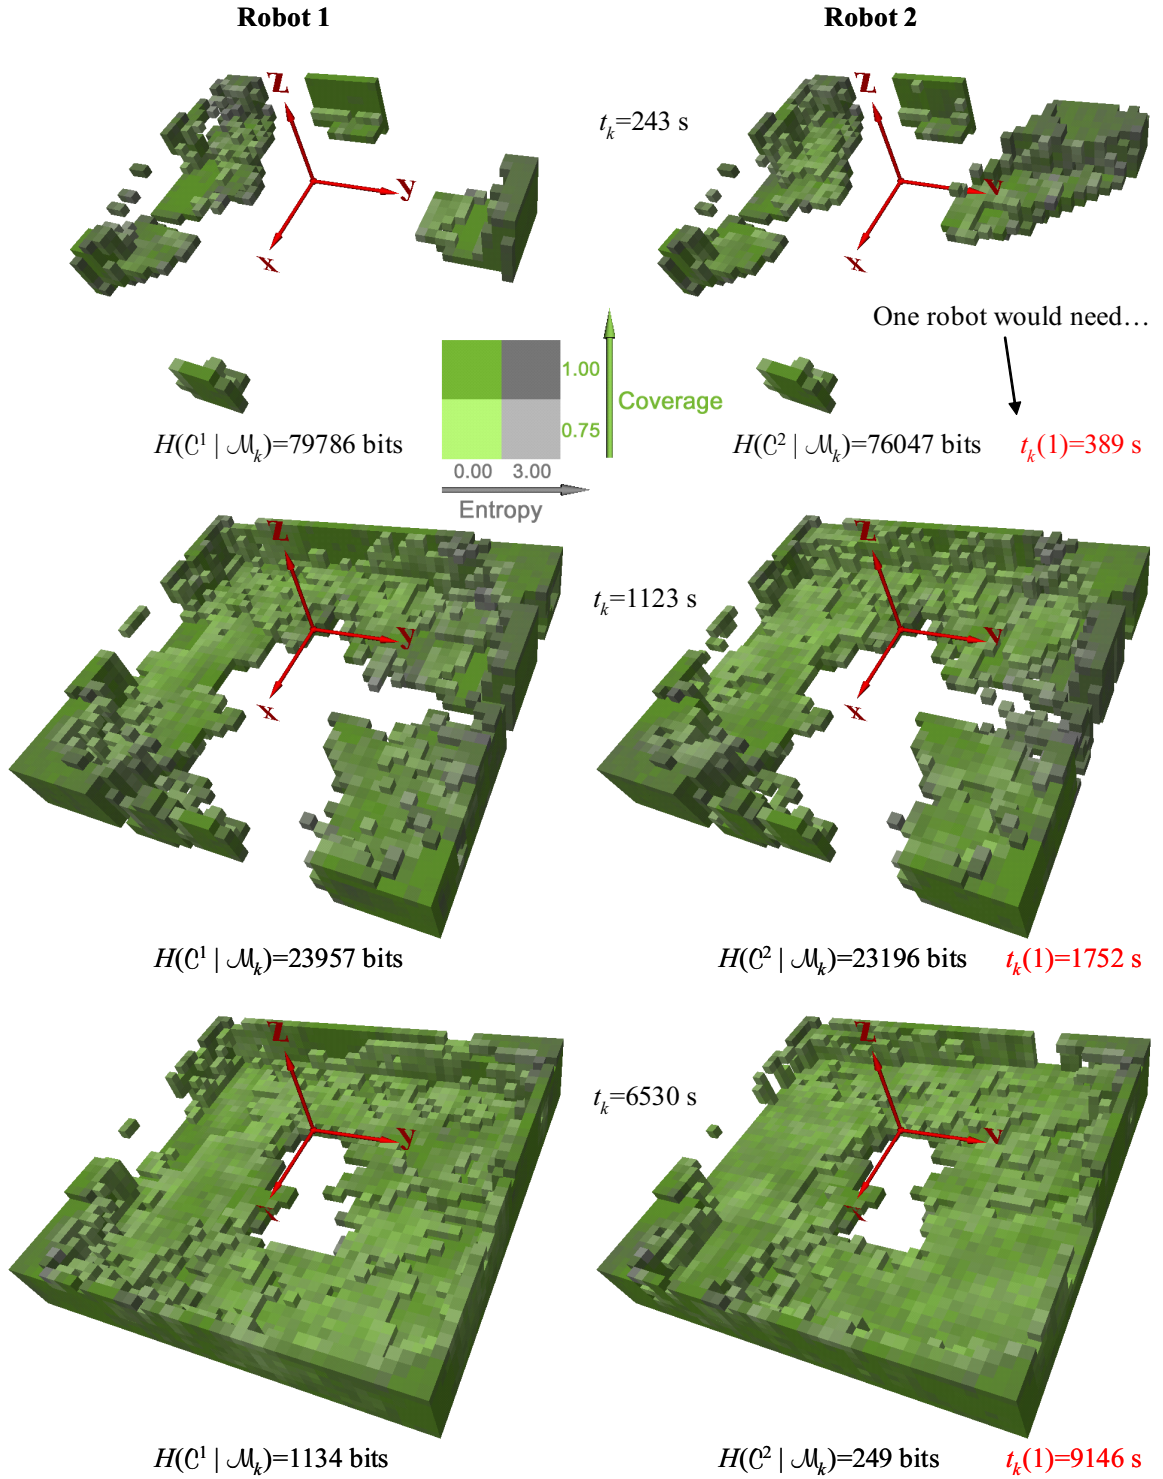 Robot 1
Robot 2
z
y
x
t_k=243 s
z
y
x
One robot would need…
1.00
0.75
Coverage
0.00 3.00
Entropy
H(C¹ | M_k)=79786 bits
H(C² | M_k)=76047 bits
t_k(1)=389 s
z
y
x
t_k=1123 s
z
y
x
H(C¹ | M_k)=23957 bits
H(C² | M_k)=23196 bits
t_k(1)=1752 s
z
y
x
t_k=6530 s
z
y
x
H(C¹ | M_k)=1134 bits
H(C² | M_k)=249 bits
t_k(1)=9146 s